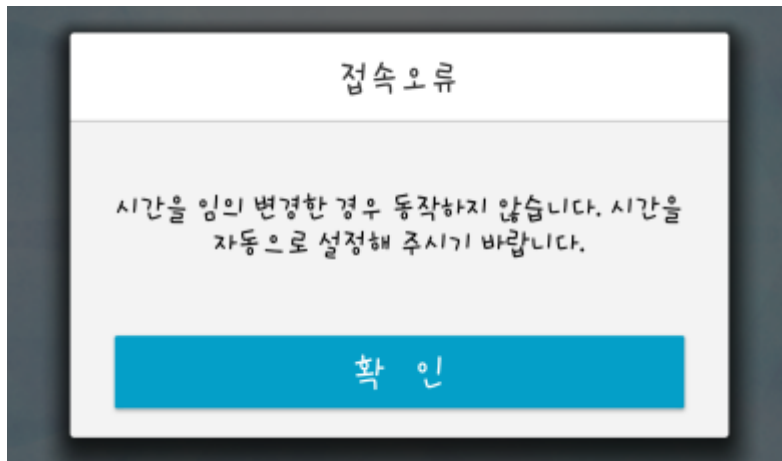 접속오류
시간을 임의 변경한 경우 동작하지 않습니다. 시간을
자동으로 설정해 주시기 바랍니다.
확 인